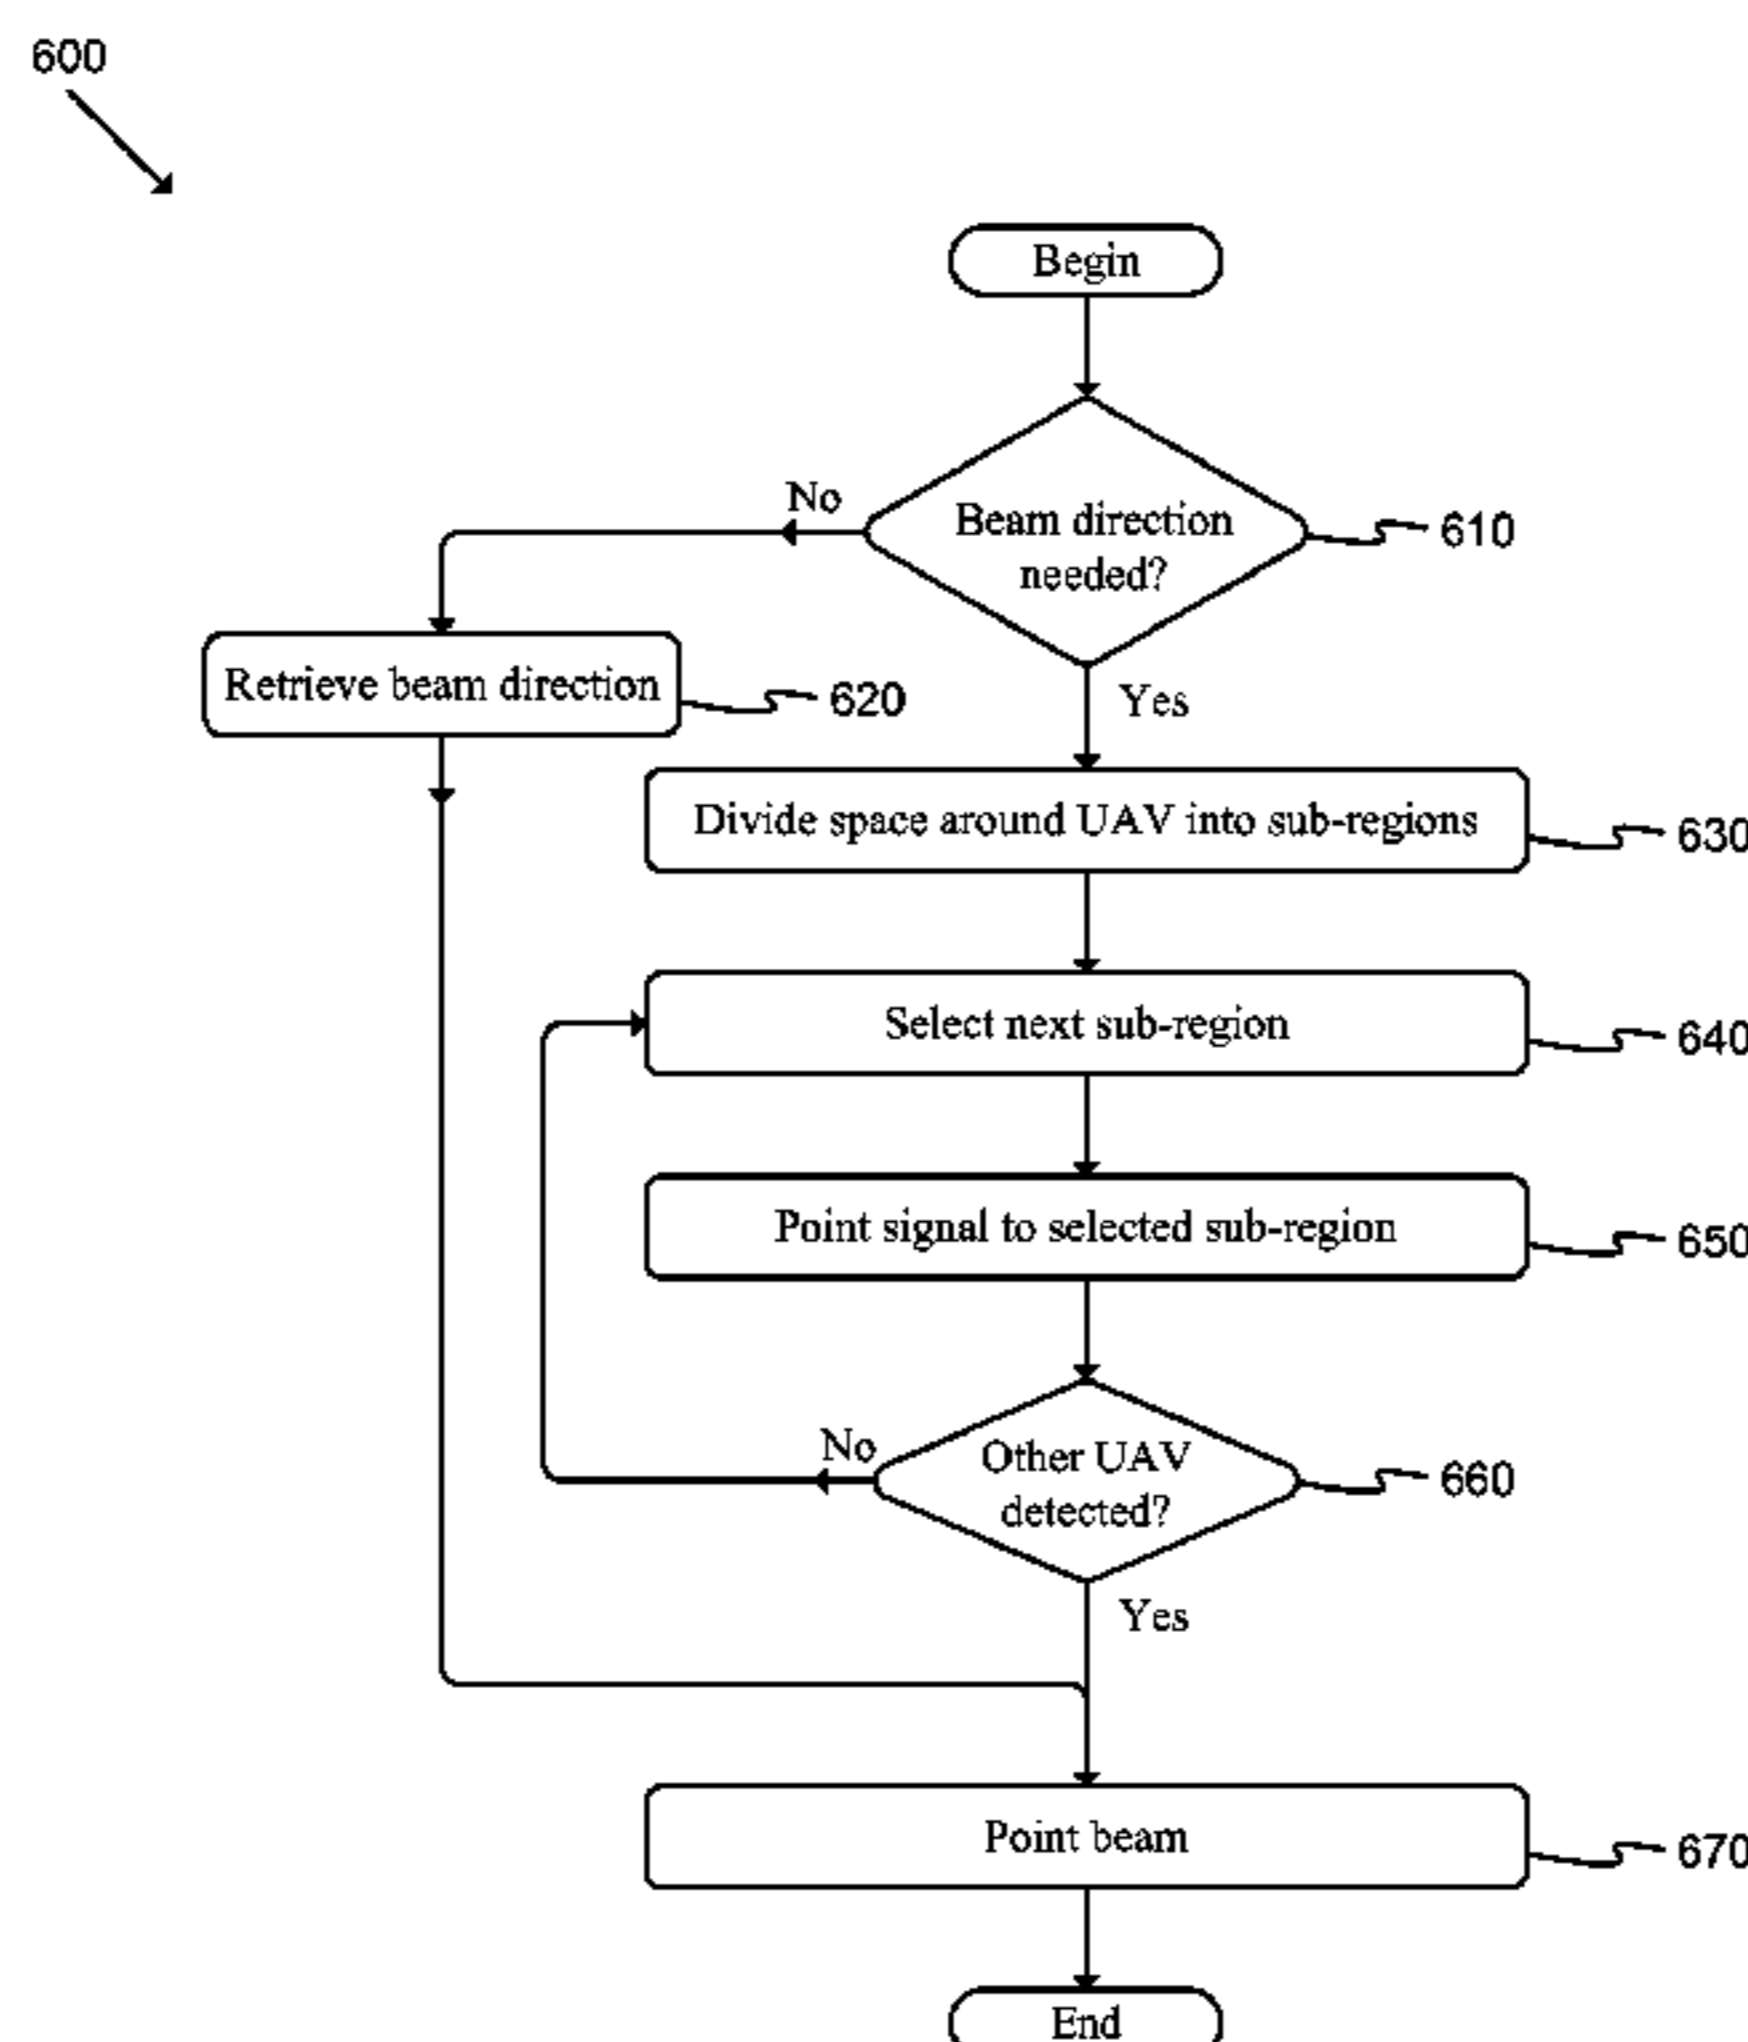 600
Begin
Beam direction
needed?
610
No
Yes
Retrieve beam direction
620
Divide space around UAV into sub-regions
630
Select next sub-region
640
Point signal to selected sub-region
650
Other UAV
detected?
660
No
Yes
Point beam
670
End